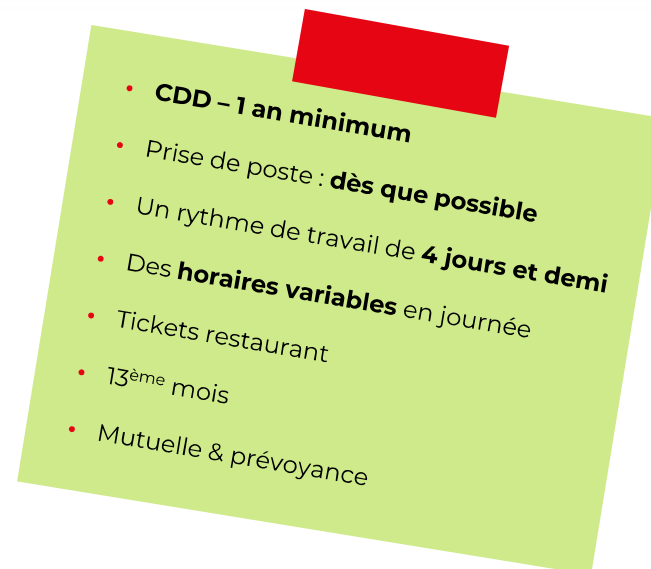 • CDD – 1 an minimum
• Prise de poste : dès que possible
• Un rythme de travail de 4 jours et demi
• Des horaires variables en journée
• Tickets restaurant
• 13ème mois
• Mutuelle & prévoyance